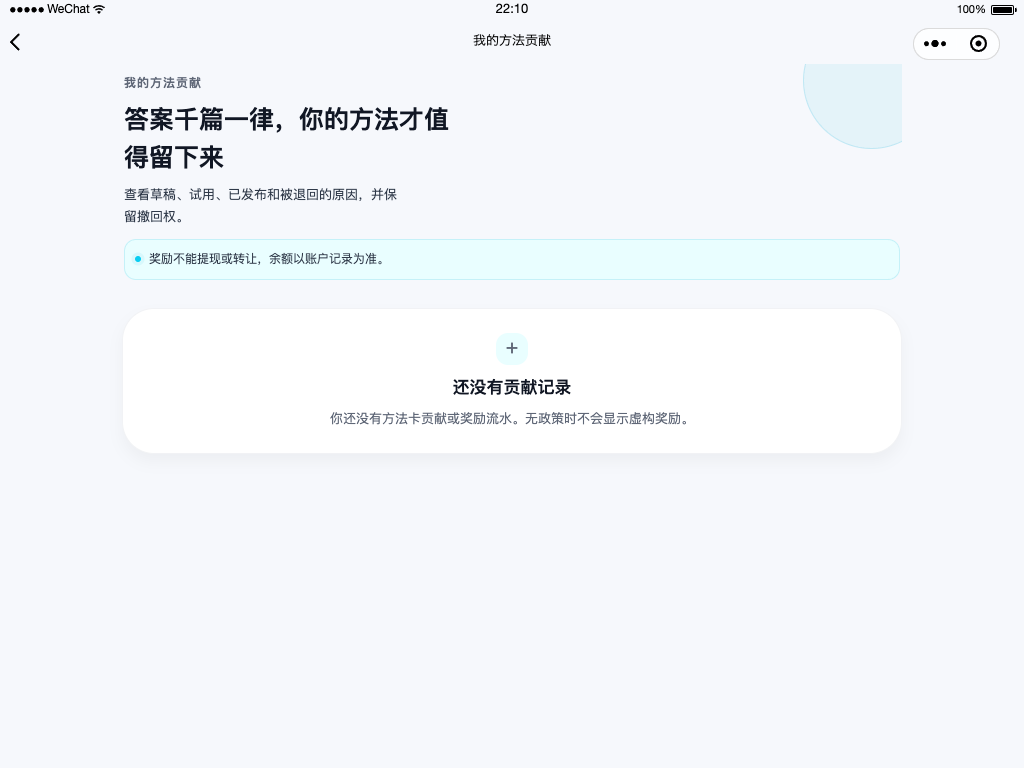 WeChat
22:10
100%
我的方法贡献
我的方法贡献
答案千篇一律，你的方法才值
得留下来
查看草稿、试用、已发布和被退回的原因，并保
留撤回权。
奖励不能提现或转让，余额以账户记录为准。
还没有贡献记录
你还没有方法卡贡献或奖励流水。无政策时不会显示虚构奖励。